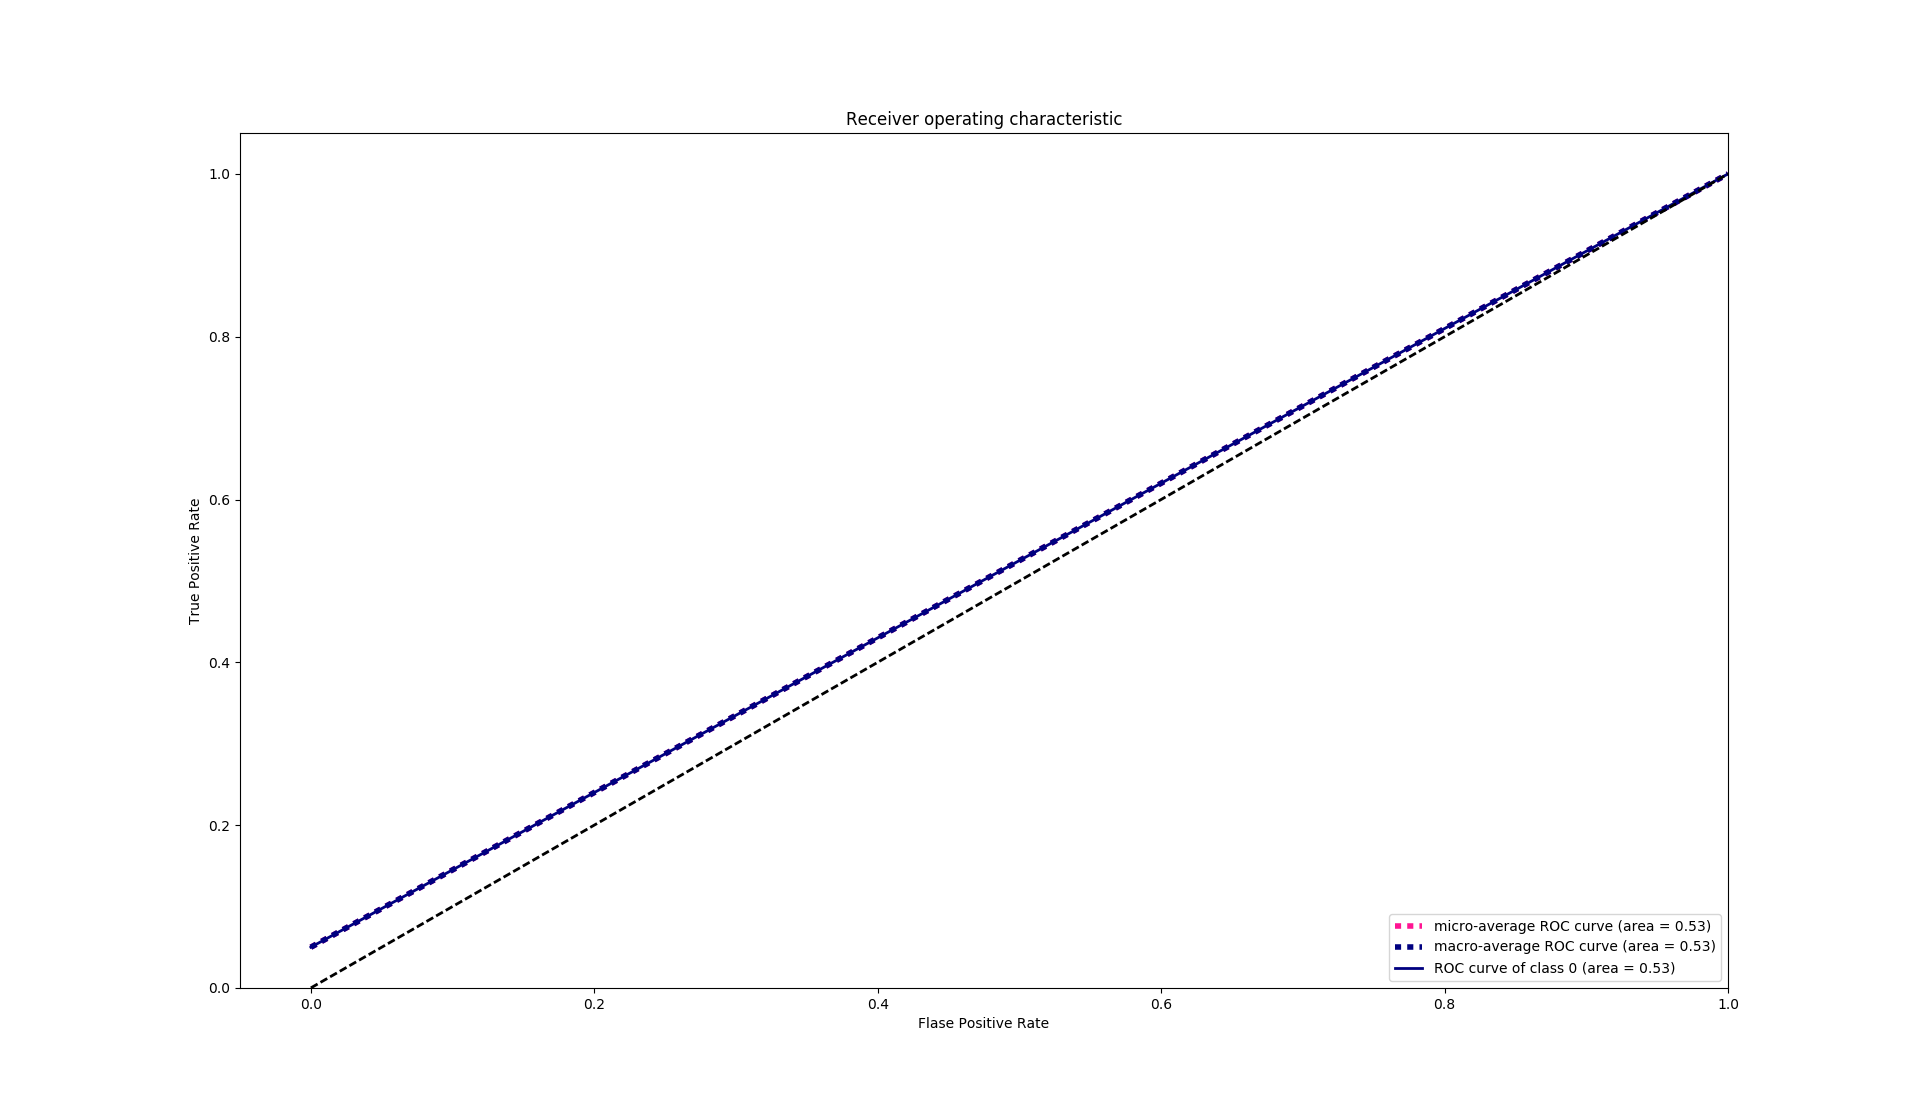 Receiver operating characteristic
1.0
0.8
0.6
0.4
0.2
0.0
True Positive Rate
0.0 0.2 0.4 0.6 0.8 1.0
Flase Positive Rate
micro-average ROC curve (area = 0.53)
macro-average ROC curve (area = 0.53)
ROC curve of class 0 (area = 0.53)